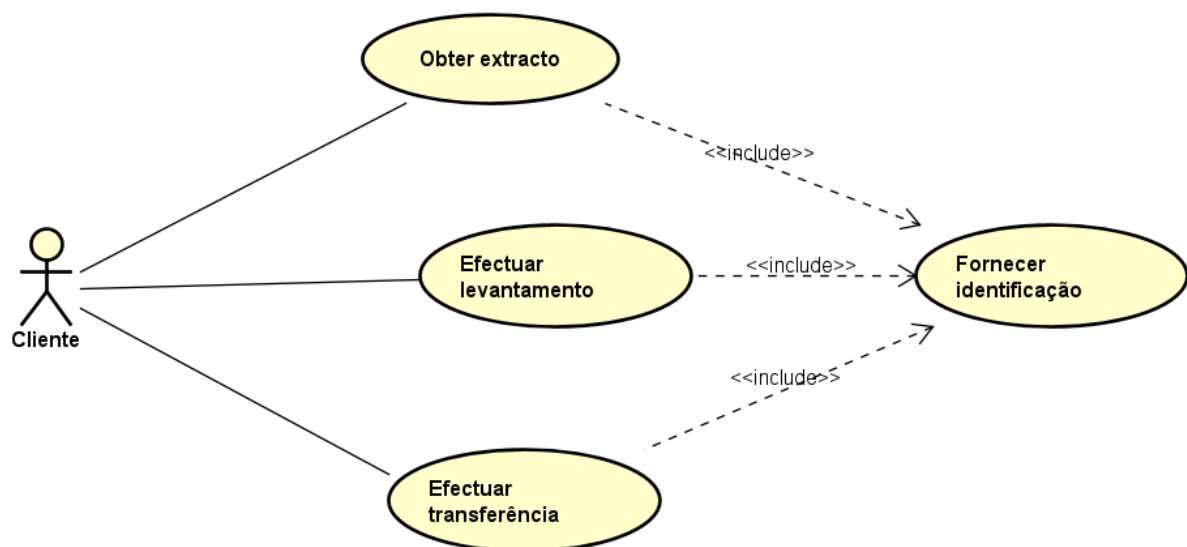 Obter extracto
<<include>>
Efectuar
levantamento
<<include>>
Fornecer
identificação
Cliente
<<include>>
Efectuar
transferência